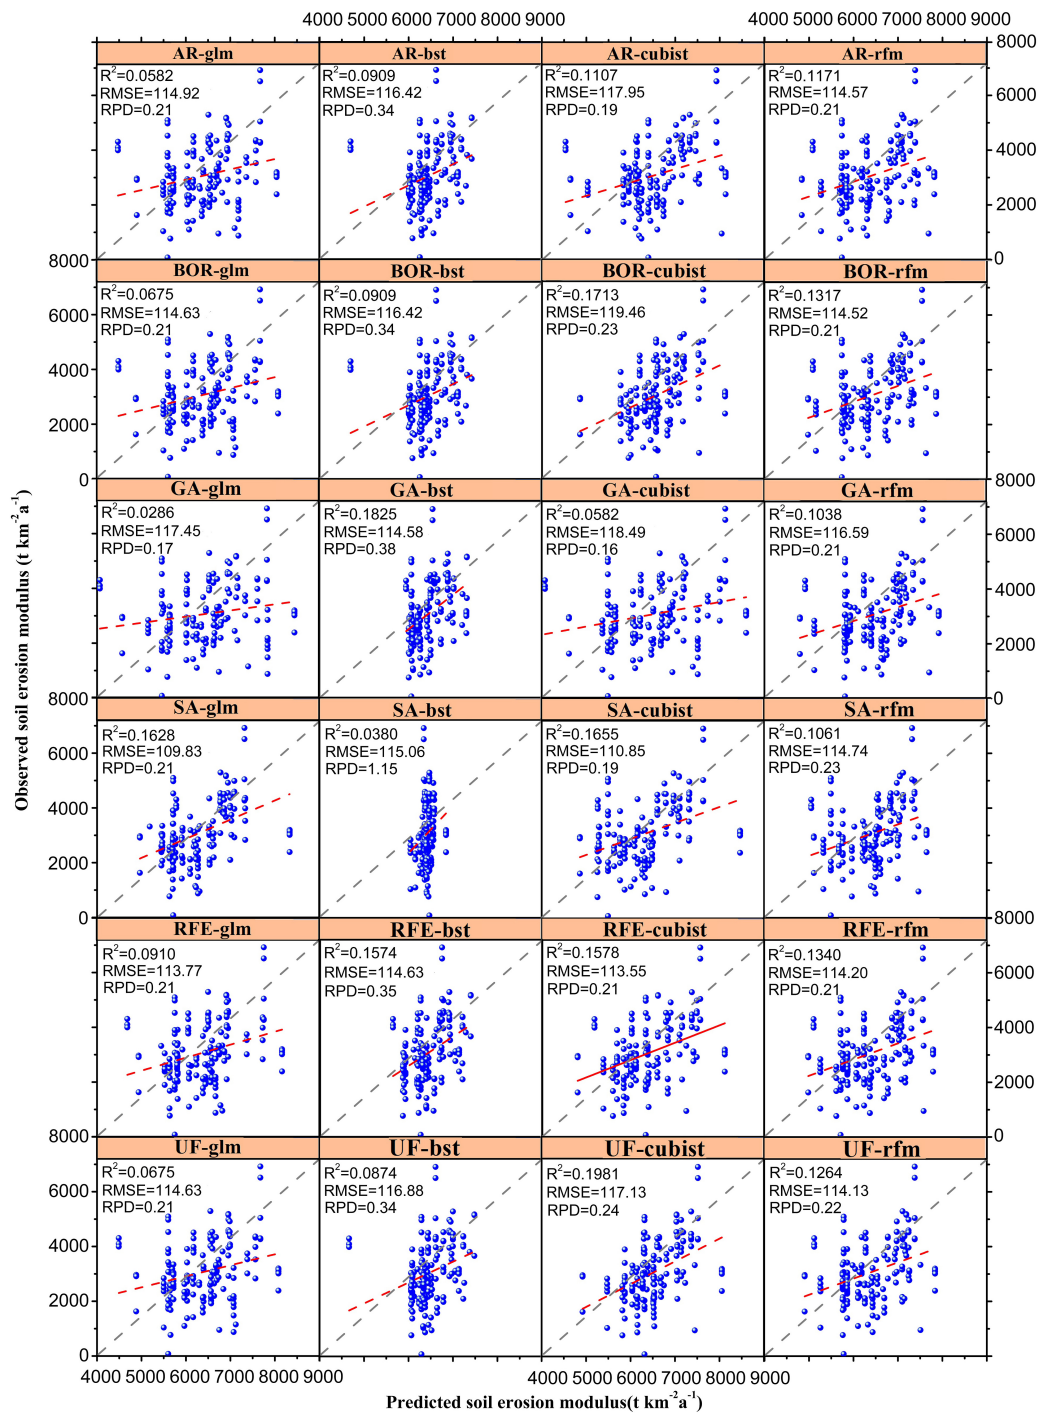 4000 5000 6000 7000 8000 9000
4000 5000 6000 7000 8000 9000
AR-glm
AR-bst
AR-cubist
AR-rfm
8000
R²=0.0582
RMSE=114.92
RPD=0.21
R²=0.0909
RMSE=116.42
RPD=0.34
R²=0.1107
RMSE=117.95
RPD=0.19
R²=0.1171
RMSE=114.57
RPD=0.21
6000
4000
2000
0
8000
BOR-glm
BOR-bst
BOR-cubist
BOR-rfm
R²=0.0675
RMSE=114.63
RPD=0.21
R²=0.0909
RMSE=116.42
RPD=0.34
R²=0.1713
RMSE=119.46
RPD=0.23
R²=0.1317
RMSE=114.52
RPD=0.21
6000
4000
2000
0
8000
GA-glm
GA-bst
GA-cubist
GA-rfm
R²=0.0286
RMSE=117.45
RPD=0.17
R²=0.1825
RMSE=114.58
RPD=0.38
R²=0.0582
RMSE=118.49
RPD=0.16
R²=0.1038
RMSE=116.59
RPD=0.21
6000
4000
2000
0
8000
SA-glm
SA-bst
SA-cubist
SA-rfm
R²=0.1628
RMSE=109.83
RPD=0.21
R²=0.0380
RMSE=115.06
RPD=1.15
R²=0.1655
RMSE=110.85
RPD=0.19
R²=0.1061
RMSE=114.74
RPD=0.23
6000
4000
2000
0
8000
RFE-glm
RFE-bst
RFE-cubist
RFE-rfm
R²=0.0910
RMSE=113.77
RPD=0.21
R²=0.1574
RMSE=114.63
RPD=0.35
R²=0.1578
RMSE=113.55
RPD=0.21
R²=0.1340
RMSE=114.20
RPD=0.21
6000
4000
2000
0
8000
UF-glm
UF-bst
UF-cubist
UF-rfm
R²=0.0675
RMSE=114.63
RPD=0.21
R²=0.0874
RMSE=116.88
RPD=0.34
R²=0.1981
RMSE=117.13
RPD=0.24
R²=0.1264
RMSE=114.13
RPD=0.22
6000
4000
2000
0
4000 5000 6000 7000 8000 9000
4000 5000 6000 7000 8000 9000
Observed soil erosion modulus (t km⁻²a⁻¹)
Predicted soil erosion modulus(t km⁻²a⁻¹)